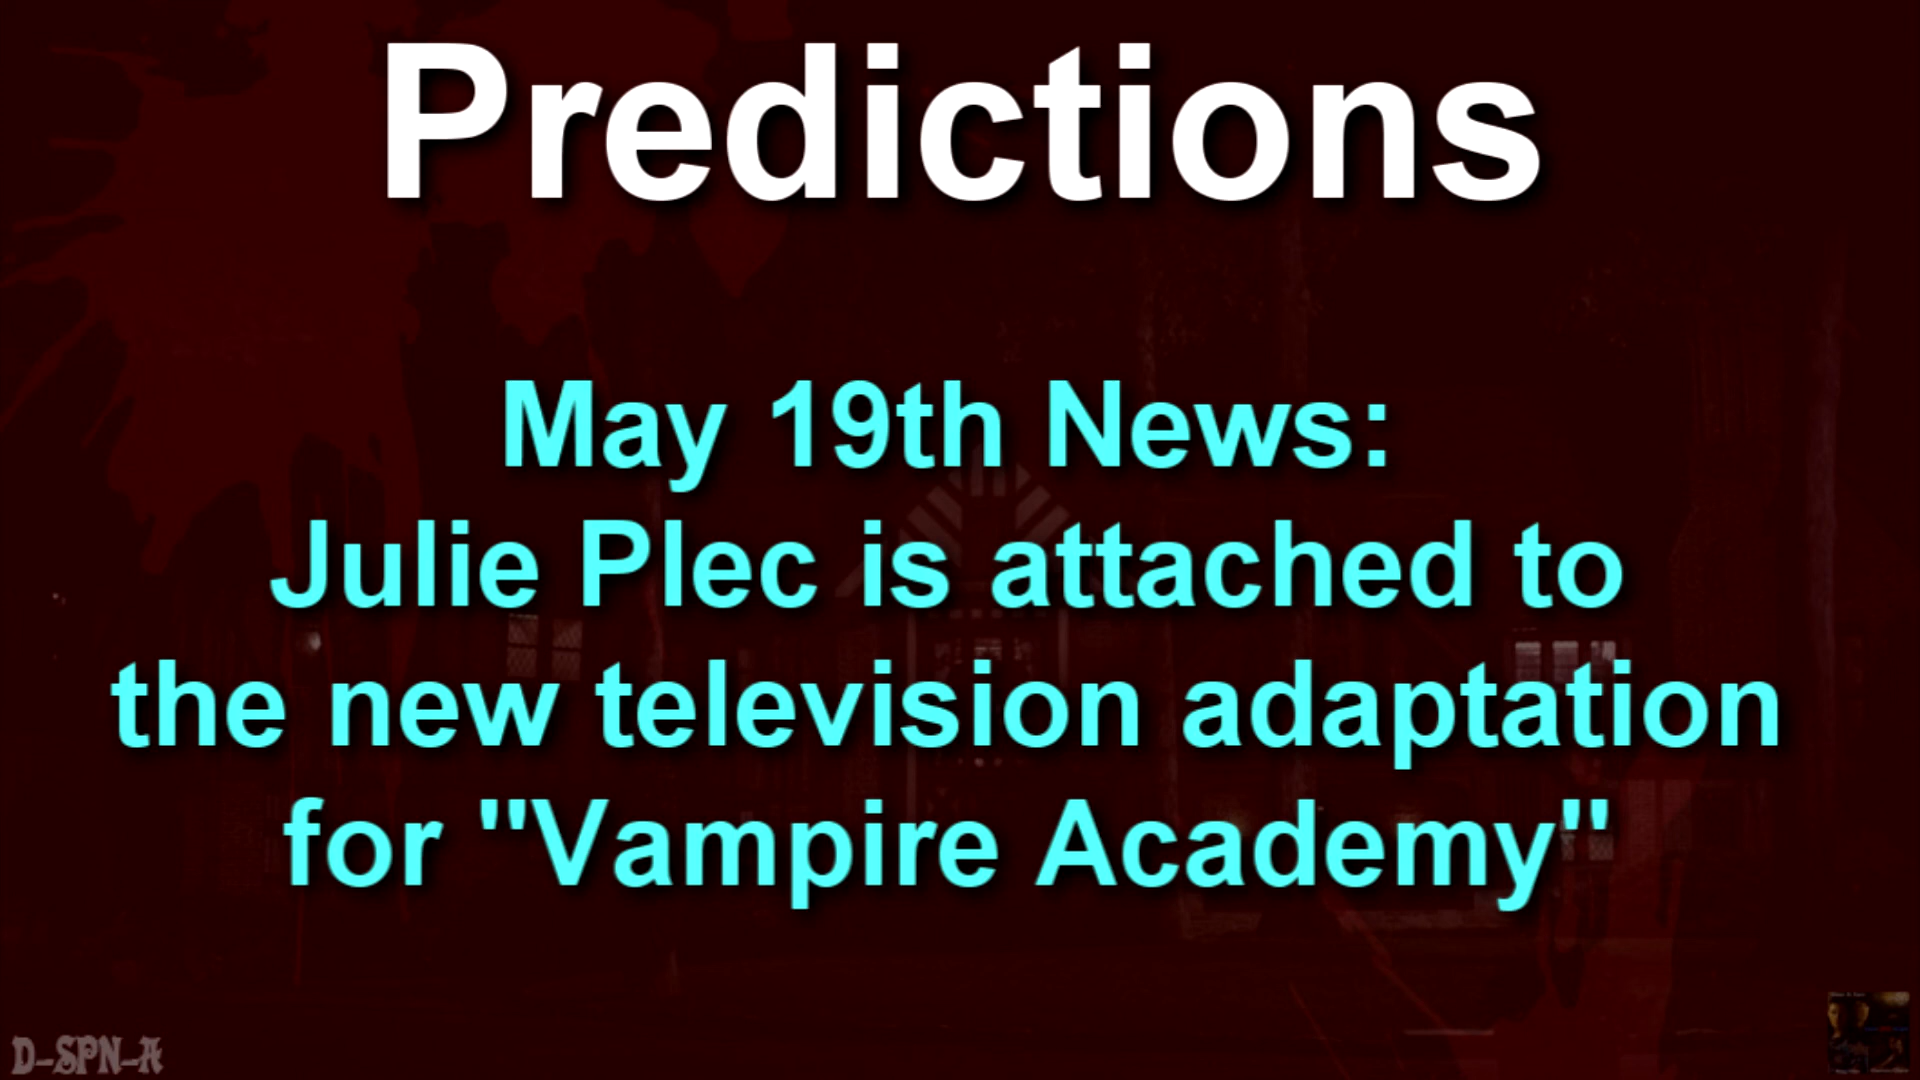 Predictions
May 19th News:
Julie Plec is attached to
the new television adaptation
for "Vampire Academy"
D-SPN-A